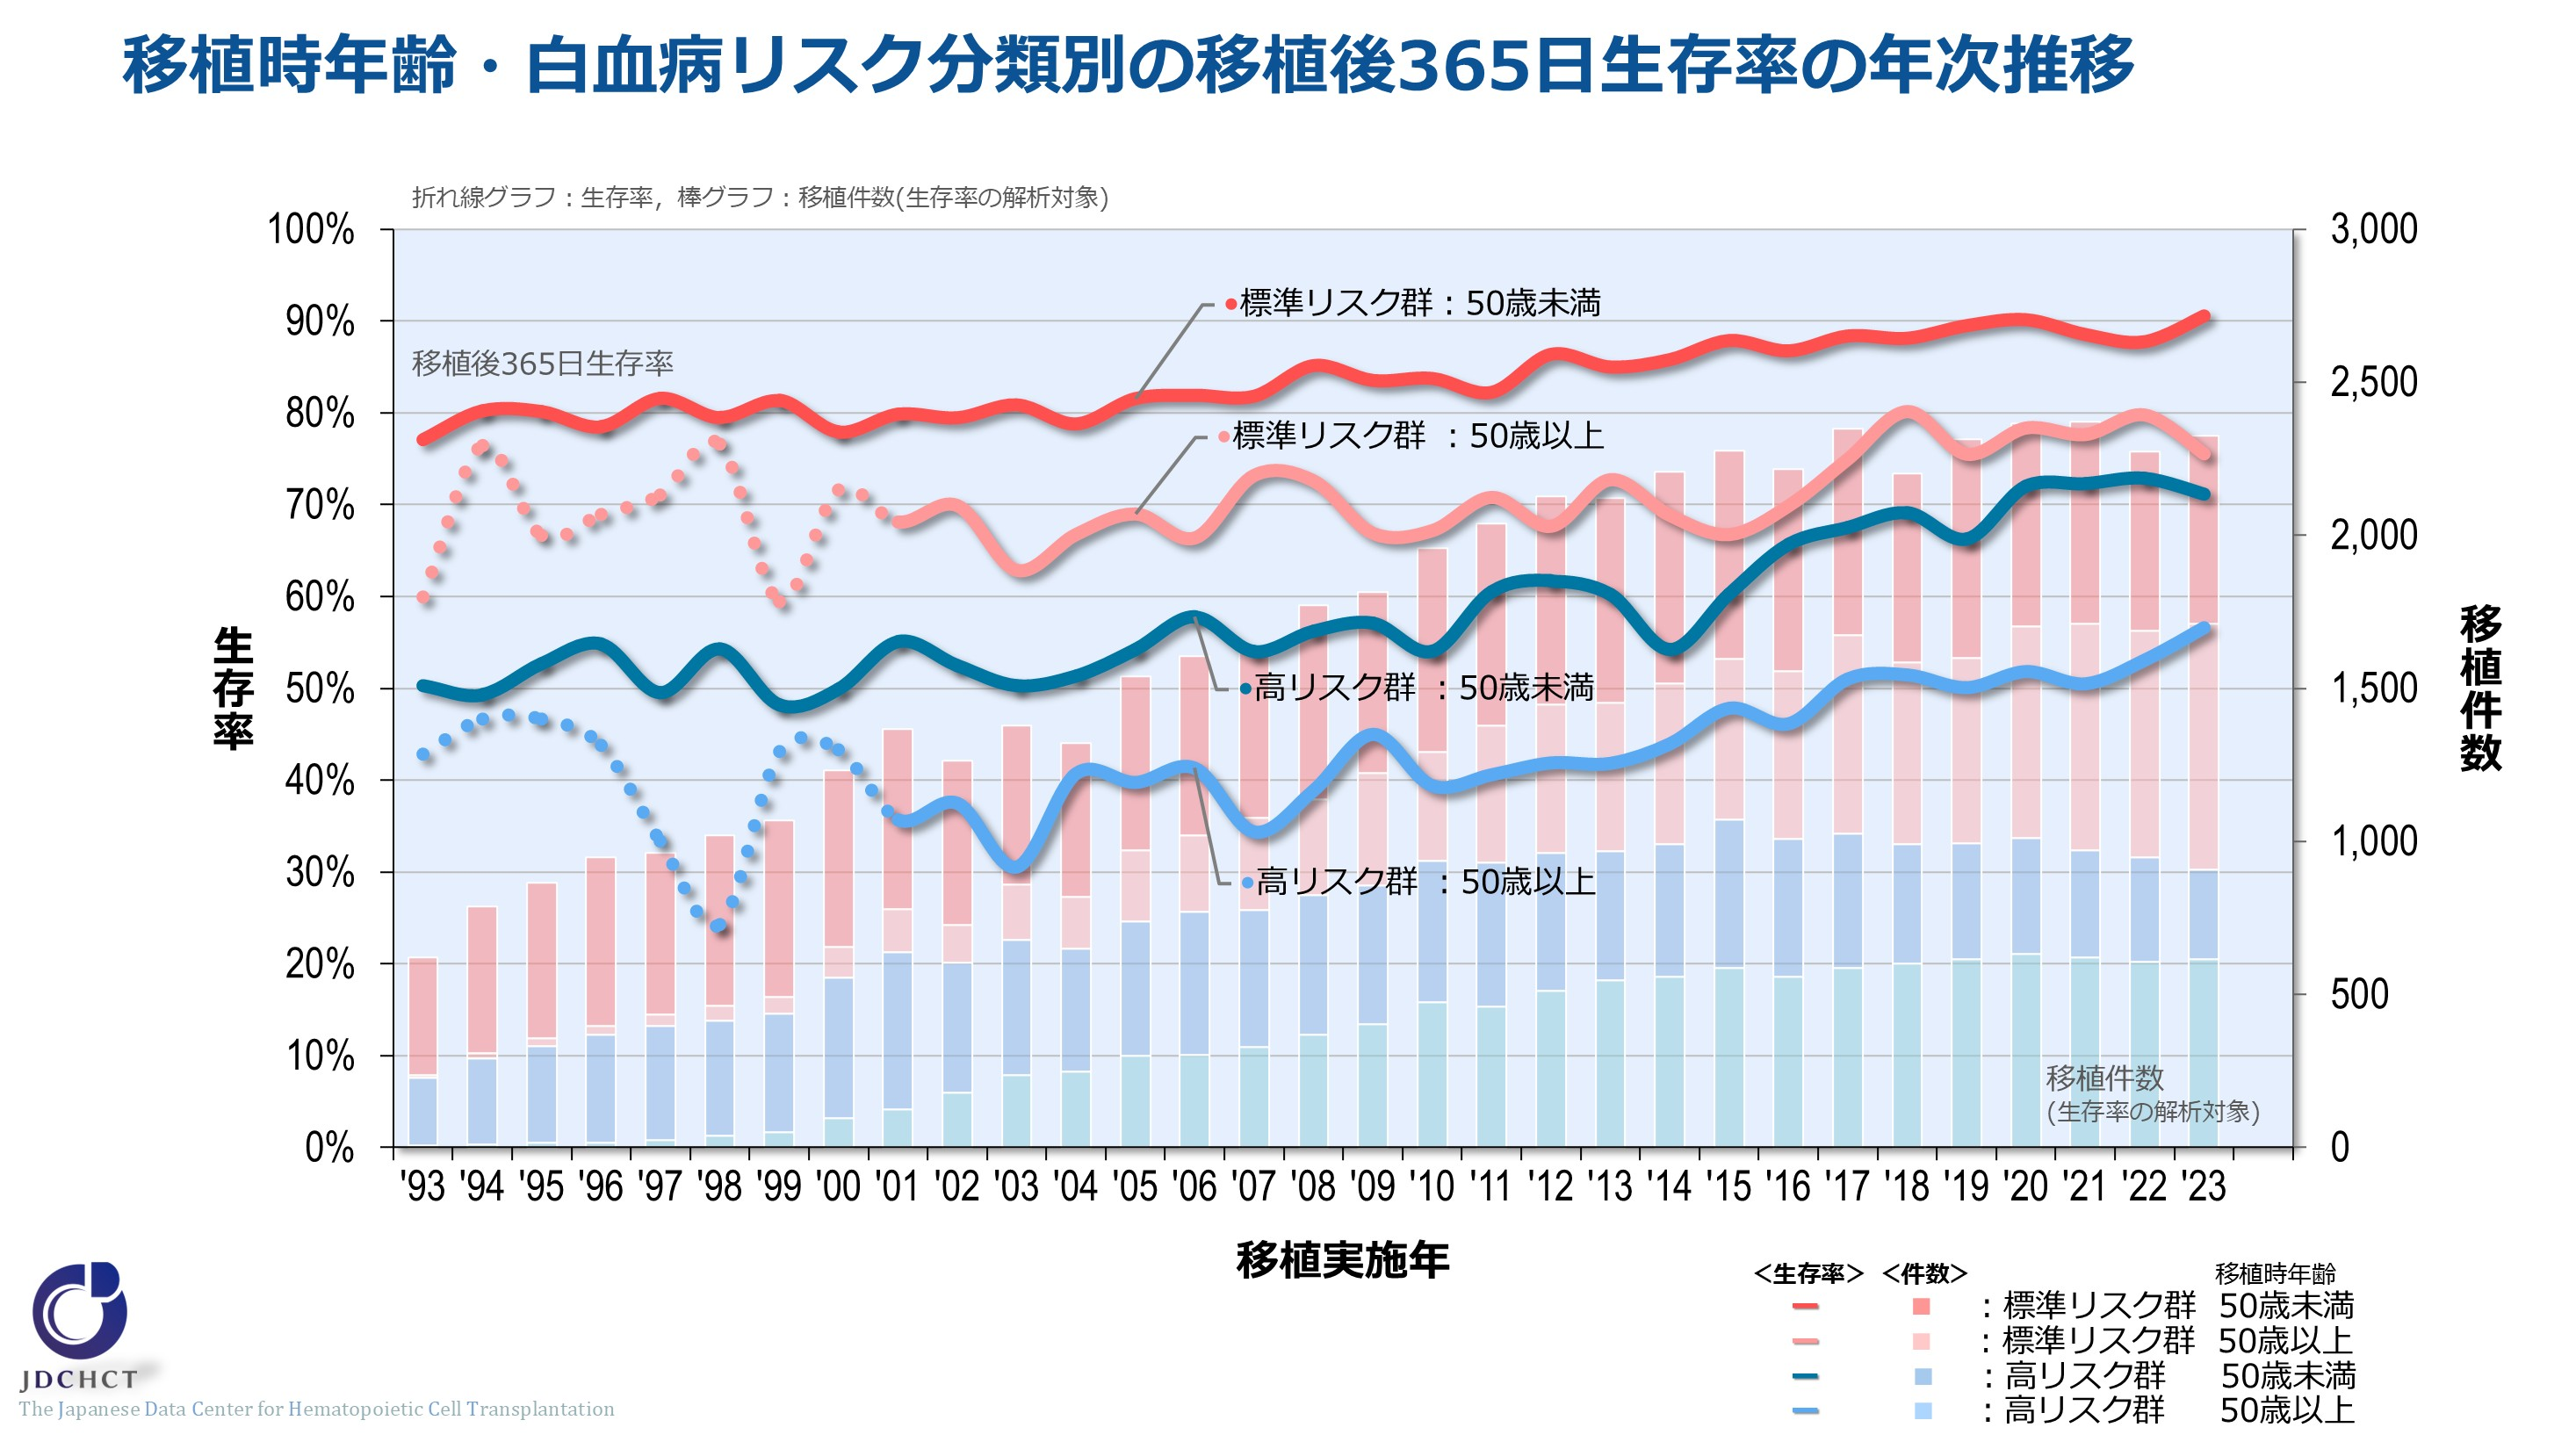 移植時年齢・白血病リスク分類別の移植後365日生存率の年次推移
折れ線グラフ：生存率，棒グラフ：移植件数(生存率の解析対象)
100%
90%
80%
70%
60%
50%
40%
30%
20%
10%
0%
生存率
移植後365日生存率
標準リスク群：50歳未満
標準リスク群 ：50歳以上
高リスク群 ：50歳未満
高リスク群 ：50歳以上
移植件数
(生存率の解析対象)
3,000
2,500
2,000
1,500
1,000
500
0
移植件数
'93 '94 '95 '96 '97 '98 '99 '00 '01 '02 '03 '04 '05 '06 '07 '08 '09 '10 '11 '12 '13 '14 '15 '16 '17 '18 '19 '20 '21 '22 '23
移植実施年
<生存率> <件数> 移植時年齢
：標準リスク群 50歳未満
：標準リスク群 50歳以上
：高リスク群 50歳未満
：高リスク群 50歳以上
JDCHCT
The Japanese Data Center for Hematopoietic Cell Transplantation